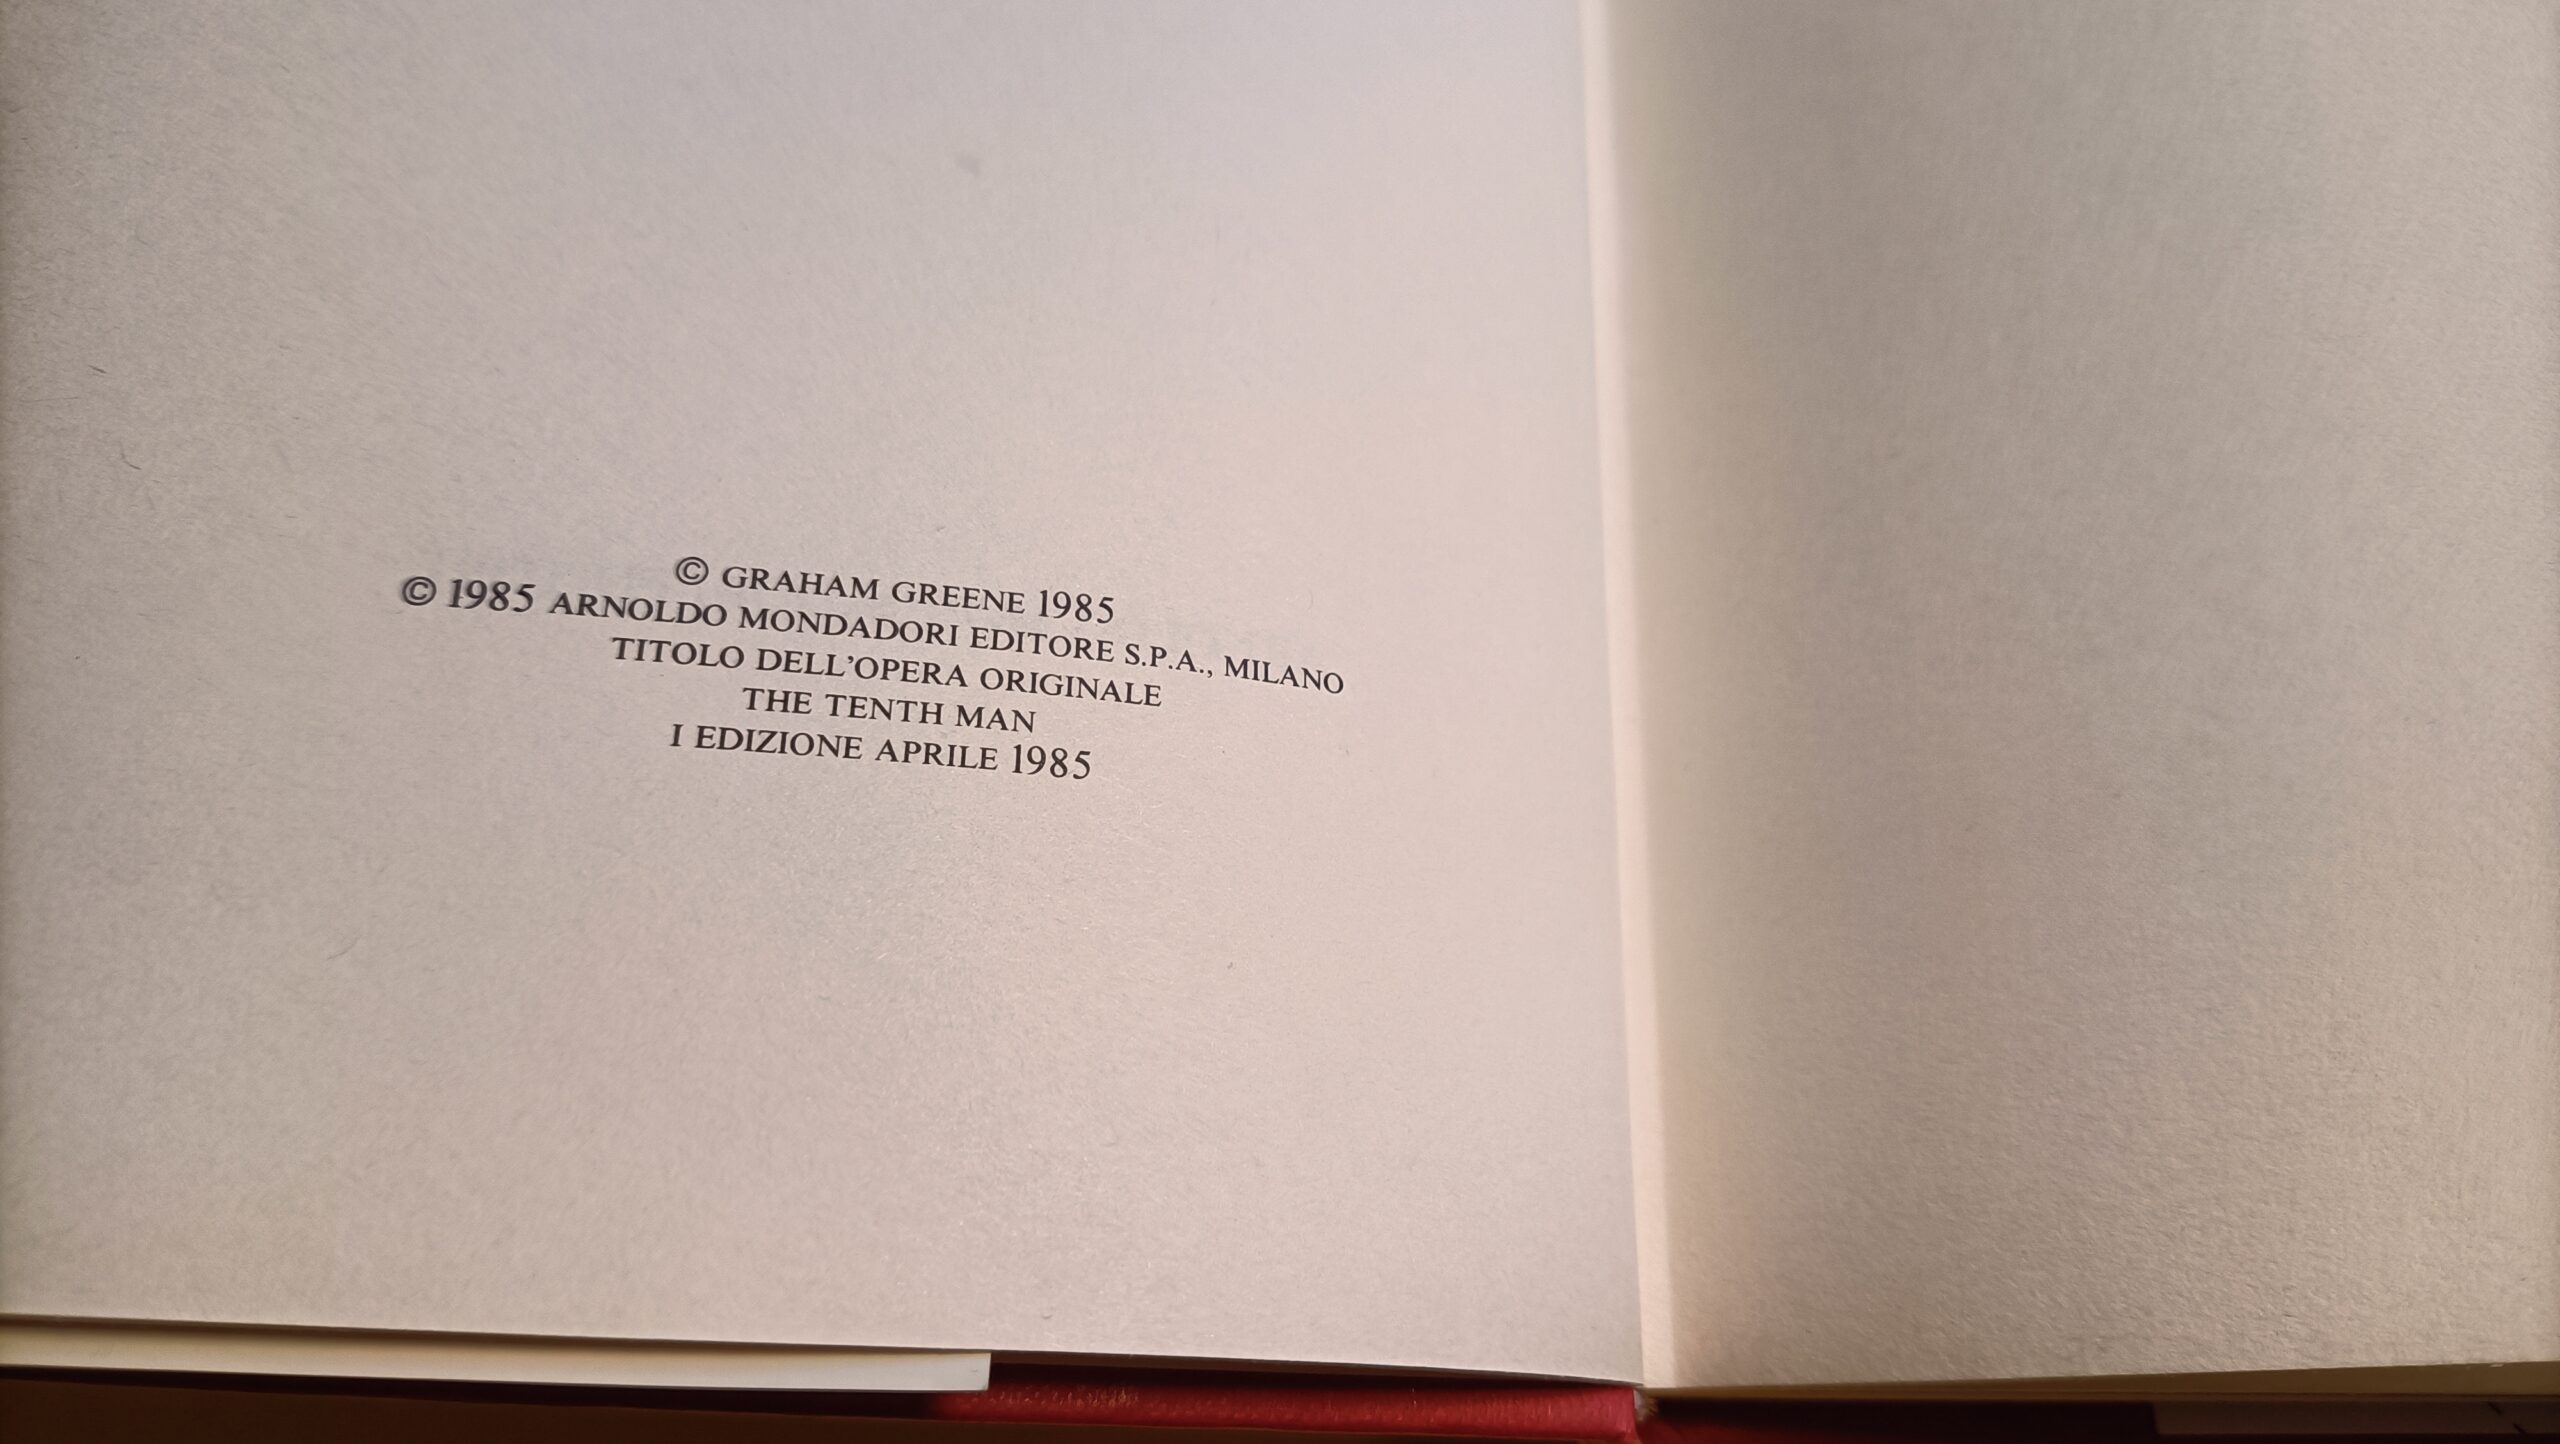 © GRAHAM GREENE 1985
© 1985 ARNOLDO MONDADORI EDITORE S.P.A., MILANO
TITOLO DELL'OPERA ORIGINALE
THE TENTH MAN
I EDIZIONE APRILE 1985